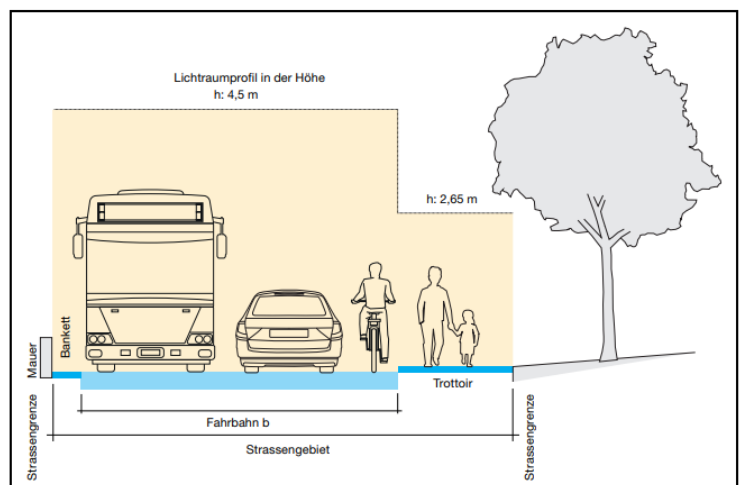 Lichtraumprofil in der Höhe
h: 4,5 m
h: 2,65 m
Mauer
Bankett
Trottoir
Fahrbahn b
Strassengebiet
Strassengrenze
Strassengrenze